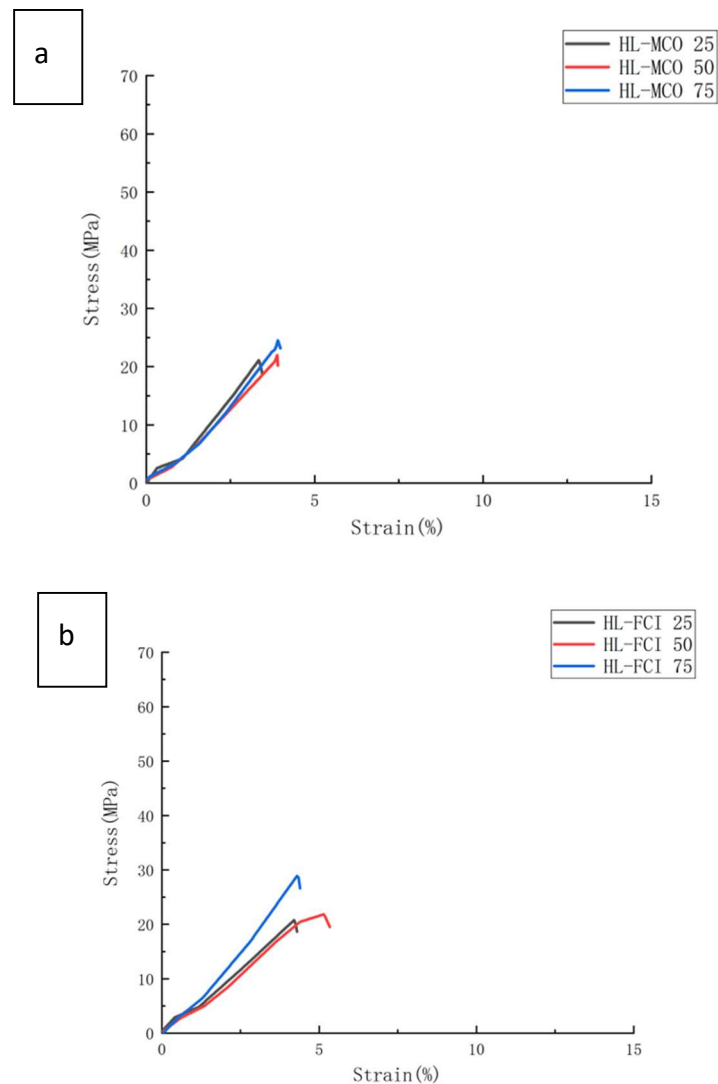 a
HL-MCO 25
HL-MCO 50
HL-MCO 75
70
60
50
40
30
20
10
0
Stress(MPa)
0 5 10 15
Strain(%)
b
HL-FCI 25
HL-FCI 50
HL-FCI 75
70
60
50
40
30
20
10
0
Stress(MPa)
0 5 10 15
Strain(%)